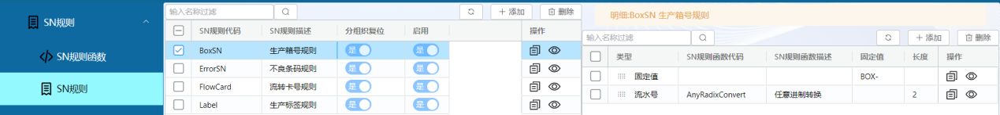 SN规则
SN规则函数
SN规则
输入名称过滤
添加
删除
SN规则代码 SN规则描述 分组织复位 启用 操作
BoxSN 生产箱号规则 是 是
ErrorSN 不良条码规则 是 是
FlowCard 流转卡号规则 是 是
Label 生产标签规则 是 是
明细:BoxSN 生产箱号规则
输入名称过滤
添加
删除
类型 SN规则函数代码 SN规则函数描述 固定值 长度 操作
固定值 BOX-
流水号 AnyRadixConvert 任意进制转换 2